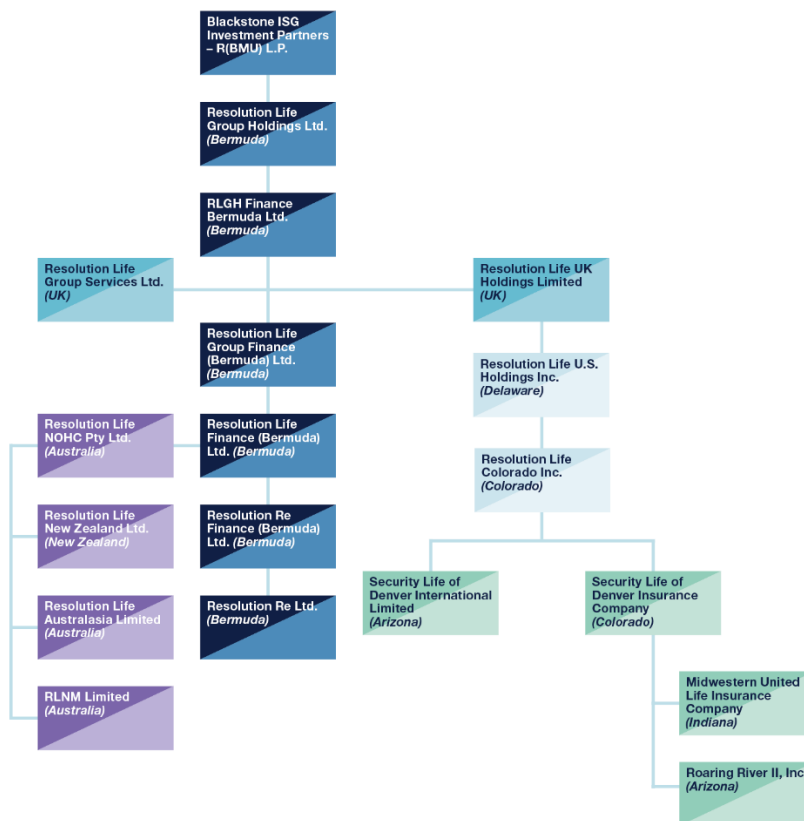 Blackstone ISG
Investment Partners
– R(BMU) L.P.
Resolution Life
Group Holdings Ltd.
(Bermuda)
RLGH Finance
Bermuda Ltd.
(Bermuda)
Resolution Life
Group Services Ltd.
(UK)
Resolution Life UK
Holdings Limited
(UK)
Resolution Life
Group Finance
(Bermuda) Ltd.
(Bermuda)
Resolution Life U.S.
Holdings Inc.
(Delaware)
Resolution Life
NOHC Pty Ltd.
(Australia)
Resolution Life
Finance (Bermuda)
Ltd. (Bermuda)
Resolution Life
Colorado Inc.
(Colorado)
Resolution Life
New Zealand Ltd.
(New Zealand)
Resolution Re
Finance (Bermuda)
Ltd. (Bermuda)
Security Life of
Denver International
Limited
(Arizona)
Security Life of
Denver Insurance
Company
(Colorado)
Resolution Life
Australasia Limited
(Australia)
Resolution Re Ltd.
(Bermuda)
RLNM Limited
(Australia)
Midwestern United
Life Insurance
Company
(Indiana)
Roaring River II, Inc
(Arizona)